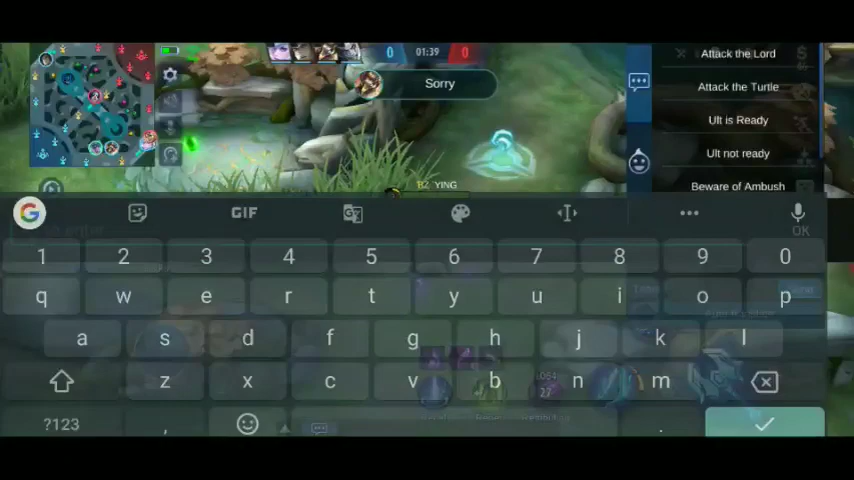 0 01:39 0
Attack the Lord
Sorry
Attack the Turtle
Ult is Ready
Ult not ready
Beware of Ambush
YING
G GIF
OK
1 2 3 4 5 6 7 8 9 0
q w e r t y u i o p
a s d f g h j k l
z x c v b n m
27
?123 , .